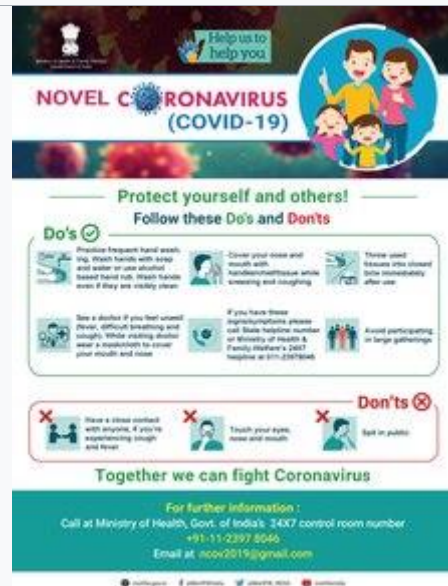 Help us to
help you
NOVEL CORONAVIRUS
(COVID-19)
Protect yourself and others!
Follow these Do's and Don'ts
Do's
Practice frequent hand wash-
ing. Wash hands with soap
and water or use alcohol
based hand rub. Wash hands
even if they are visibly clean
Cover your nose and
mouth with
handkerchief/tissue while
sneezing and coughing
Throw used
tissues into closed
bins immediately
after use
See a doctor if you feel unwell
(fever, difficult breathing and
cough). While visiting doctor
wear a mask/cloth to cover
your mouth and nose
If you have these
signs/symptoms please
call State helpline number
or Ministry of Health &
Family Welfare's 24X7
helpline at 011-23978046
Avoid participating
in large gatherings
Don'ts
Have a close contact
with anyone, if you're
experiencing cough
and fever
Touch your eyes,
nose and mouth
Spit in public
Together we can fight Coronavirus
For further information :
Call at Ministry of Health, Govt. of India's 24X7 control room number
+91-11-2397 8046
Email at ncov2019@gmail.com